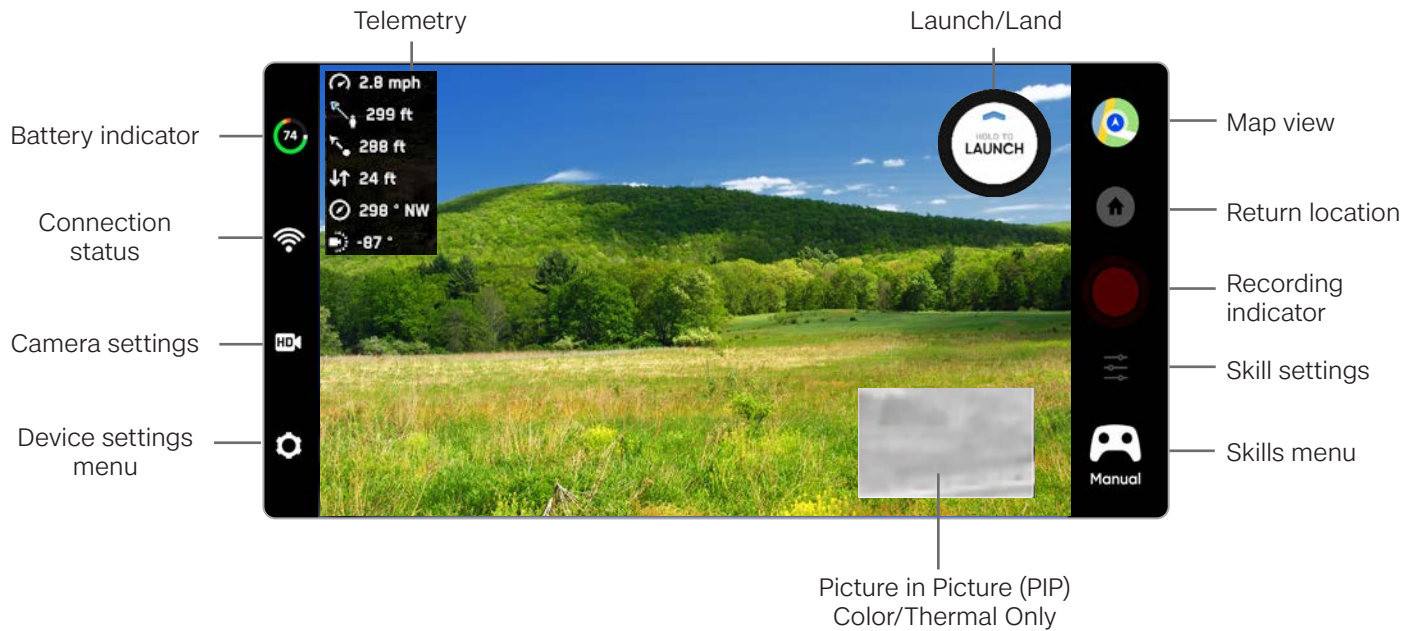 Telemetry
Launch/Land
2.8 mph
299 ft
288 ft
24 ft
298 ° NW
-87 °
HOLD TO
LAUNCH
Battery indicator
74
Connection
status
Camera settings
HD
Device settings
menu
Map view
Return location
Recording
indicator
Skill settings
Skills menu
Manual
Picture in Picture (PIP)
Color/Thermal Only